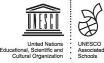 UNESCO
United Nations
Educational, Scientific and
Cultural Organization
UNESCO
Associated
Schools